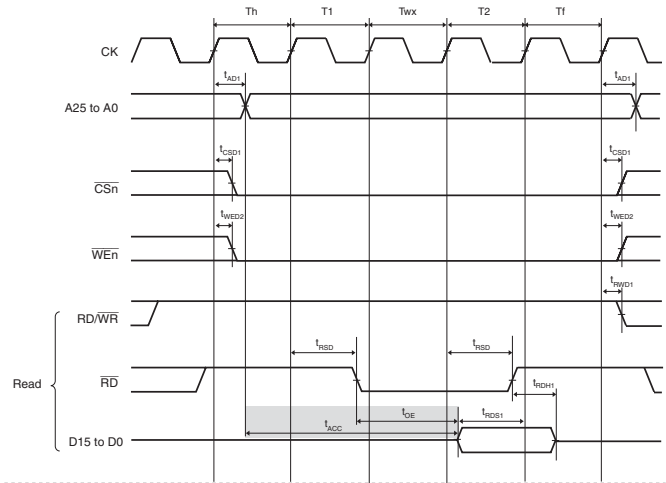 Th T1 Twx T2 Tf
CK
tAD1 tAD1
A25 to A0
tCSD1 tCSD1
CSn
tWED2 tWED2
WEn
tRWD1
RD/WR
tRSD tRSD
RD
tRDH1
Read
tOE tRDS1
tACC
D15 to D0